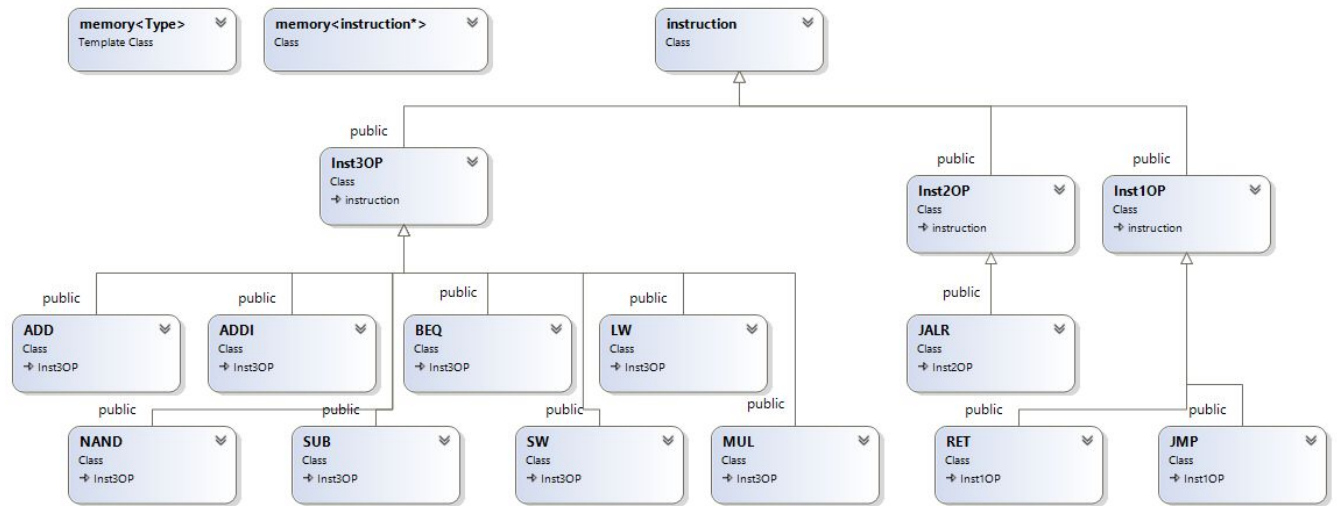 memory<Type>
Template Class
memory<instruction*>
Class
instruction
Class
public
public
public
Inst3OP
Class
instruction
Inst2OP
Class
instruction
Inst1OP
Class
instruction
public
public
public
public
public
ADD
Class
Inst3OP
ADDI
Class
Inst3OP
BEQ
Class
Inst3OP
LW
Class
Inst3OP
JALR
Class
Inst2OP
public
public
public
public
public
public
NAND
Class
Inst3OP
SUB
Class
Inst3OP
SW
Class
Inst3OP
MUL
Class
Inst3OP
RET
Class
Inst1OP
JMP
Class
Inst1OP